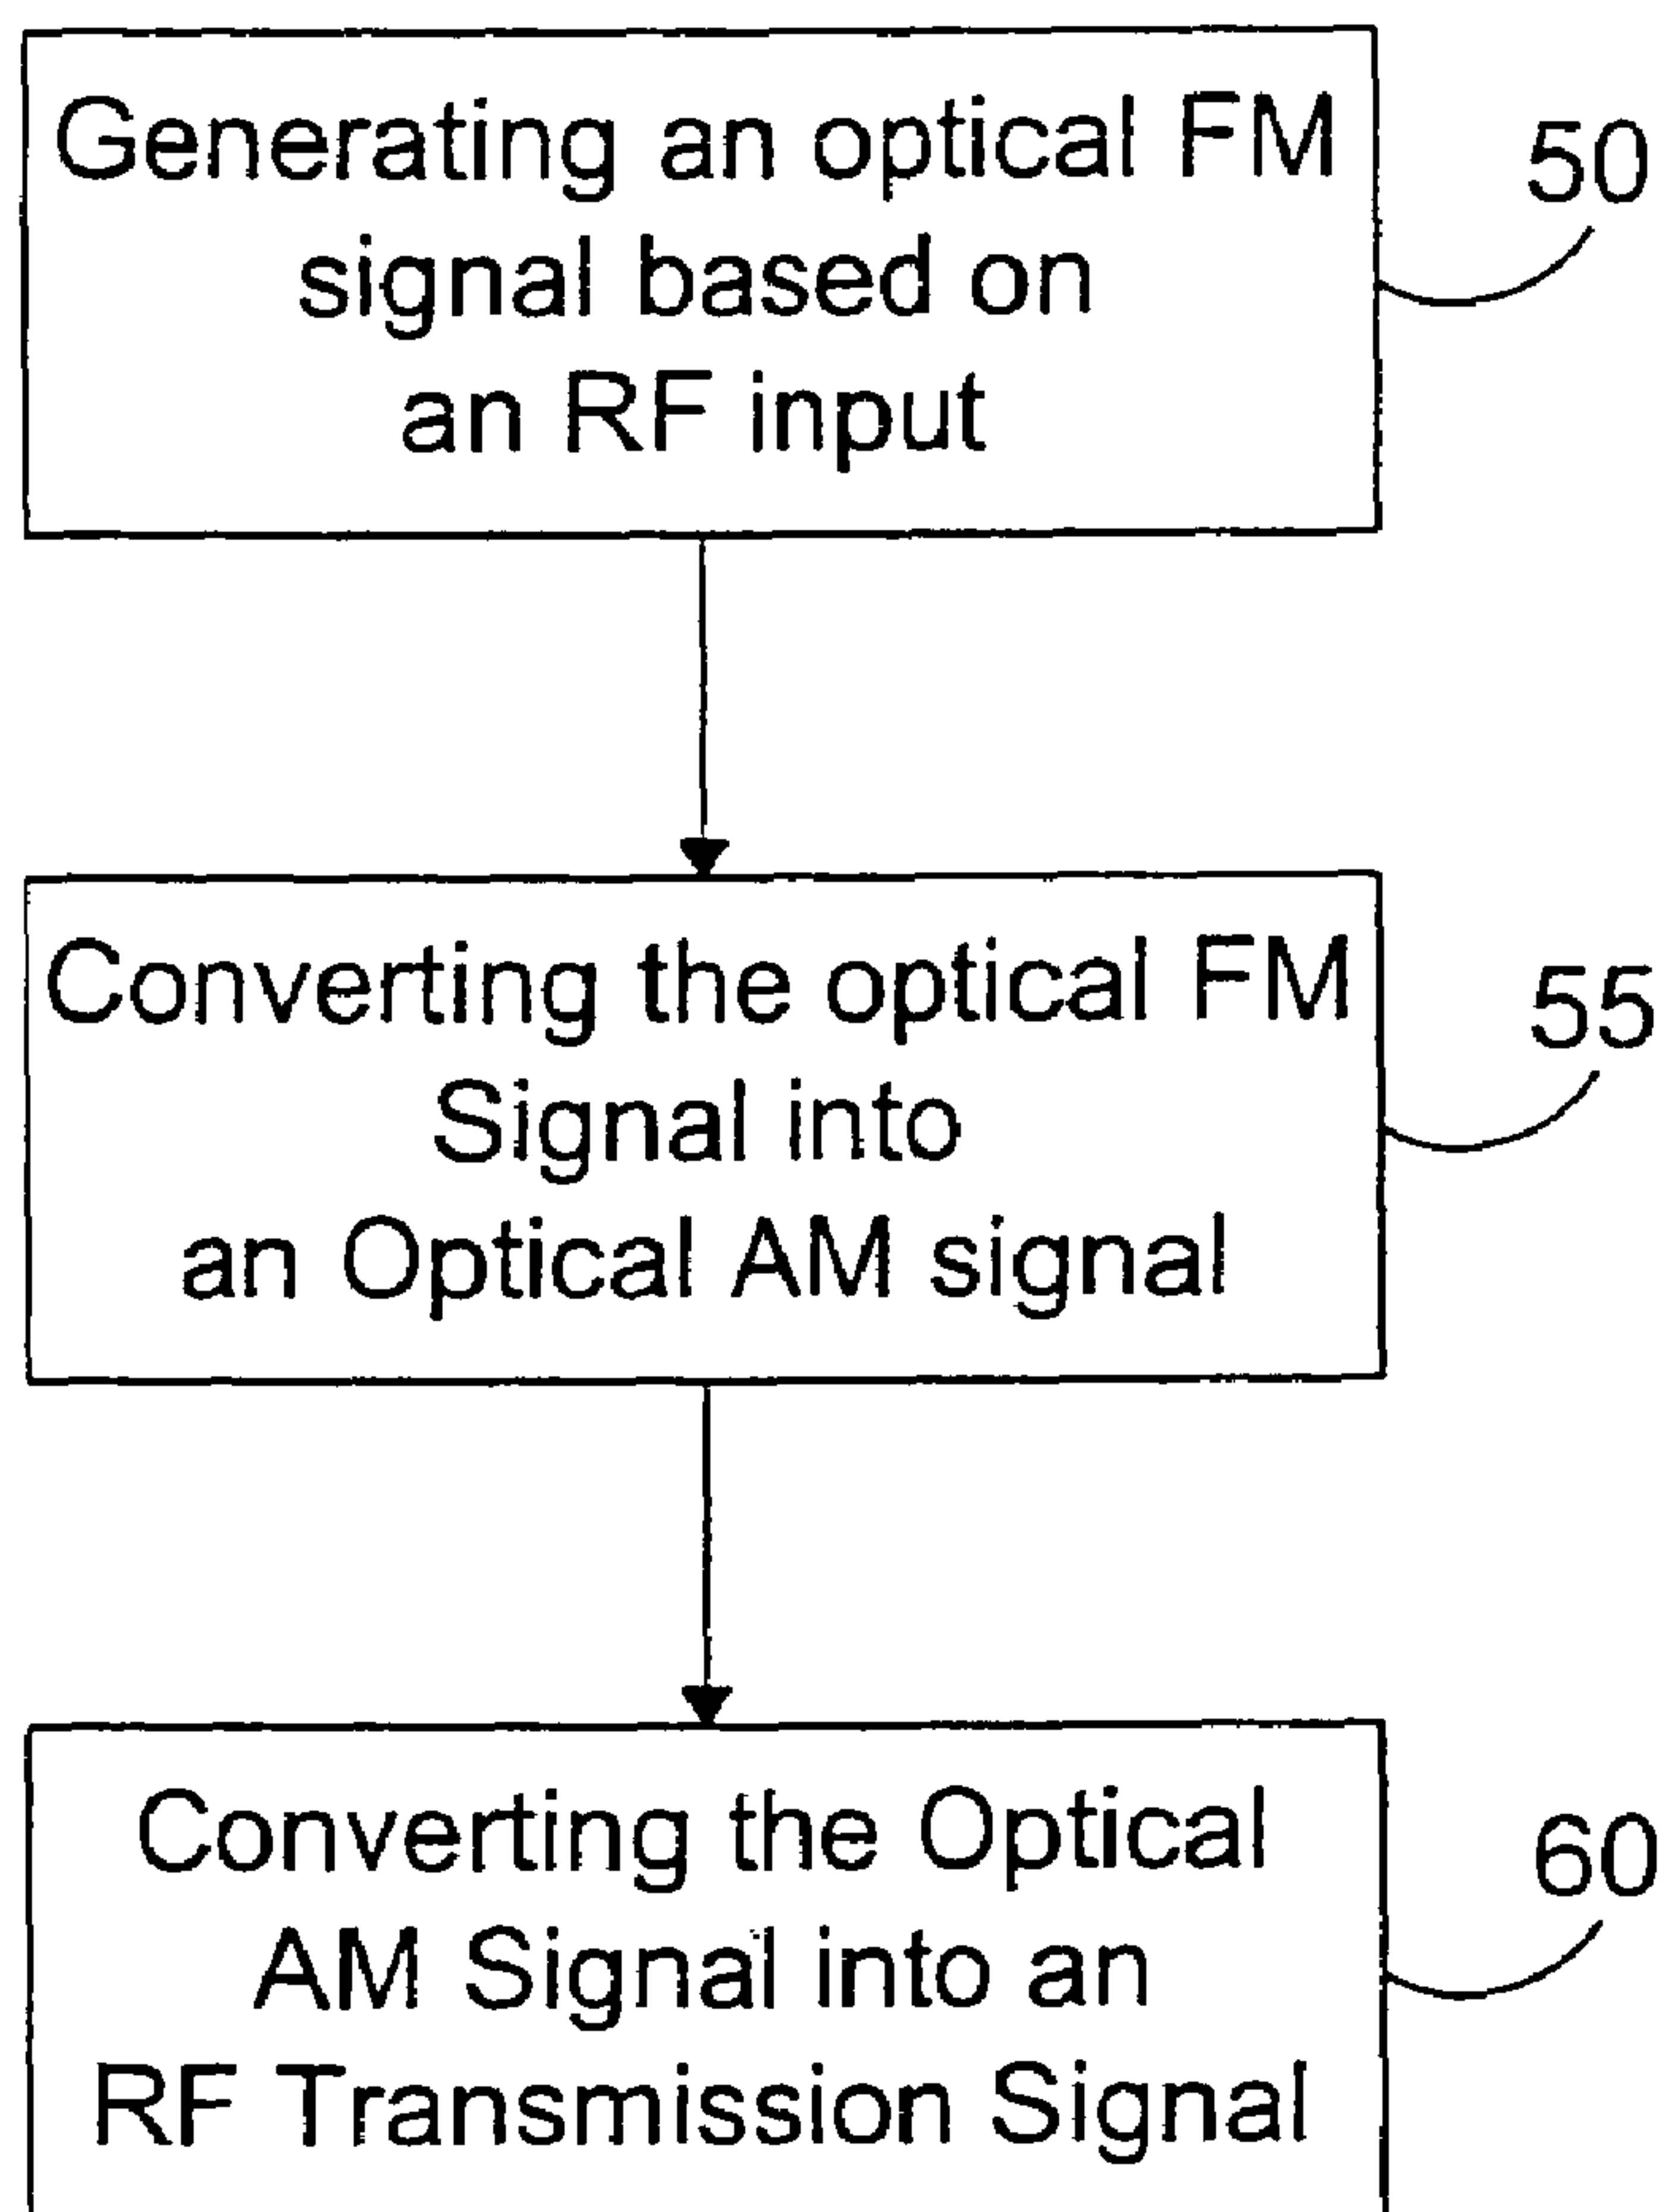 Generating an optical FM
signal based on
an RF input
50
Converting the optical FM
Signal into
an Optical AM signal
55
Converting the Optical
AM Signal into an
RF Transmission Signal
60